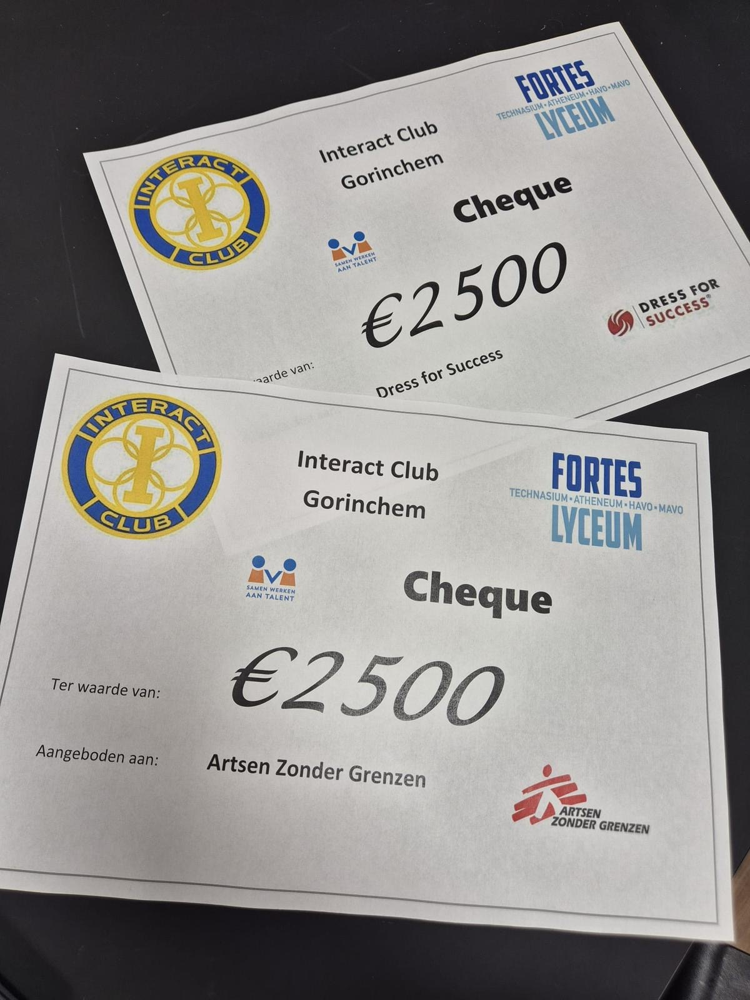 INTERACT
CLUB
Interact Club
Gorinchem
FORTES
TECHNASIUM • ATHENEUM • HAVO • MAVO
LYCEUM
Cheque
SAMEN WERKEN
AAN TALENT
€2500
DRESS FOR
SUCCESS®
waarde van:
Dress for Success
INTERACT
CLUB
Interact Club
Gorinchem
FORTES
TECHNASIUM • ATHENEUM • HAVO • MAVO
LYCEUM
SAMEN WERKEN
AAN TALENT
Cheque
Ter waarde van:
€2500
Aangeboden aan:
Artsen Zonder Grenzen
ARTSEN
ZONDER GRENZEN